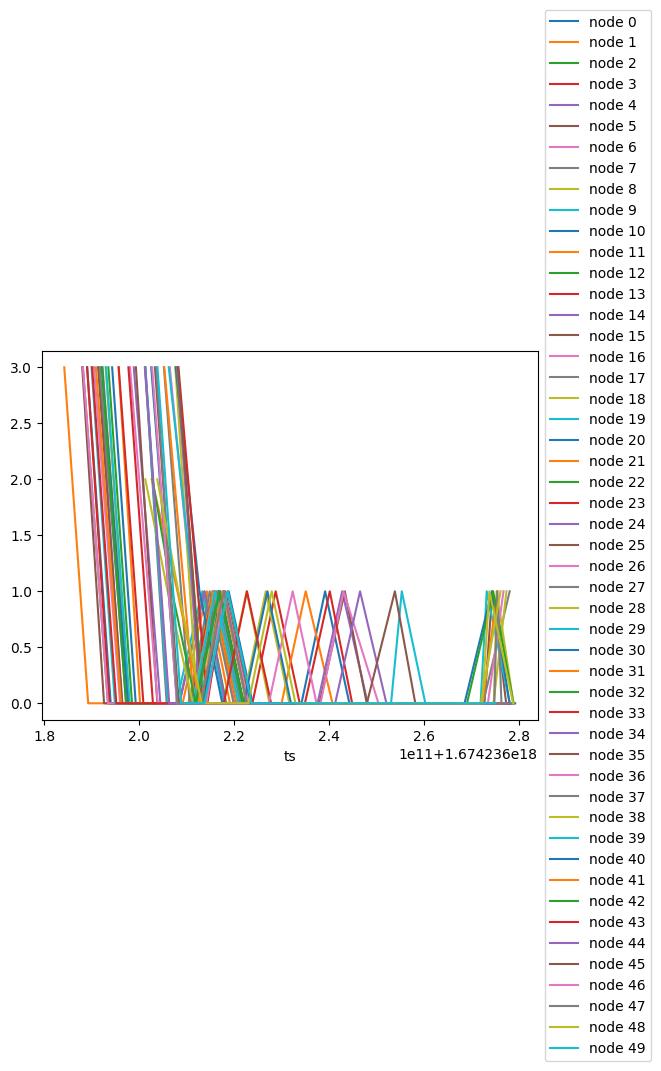 node 0
node 1
node 2
node 3
node 4
node 5
node 6
node 7
node 8
node 9
node 10
node 11
node 12
node 13
node 14
node 15
node 16
node 17
node 18
node 19
node 20
node 21
node 22
node 23
node 24
node 25
node 26
node 27
node 28
node 29
node 30
node 31
node 32
node 33
node 34
node 35
node 36
node 37
node 38
node 39
node 40
node 41
node 42
node 43
node 44
node 45
node 46
node 47
node 48
node 49
3.0
2.5
2.0
1.5
1.0
0.5
0.0
1.8 2.0 2.2 2.4 2.6 2.8
ts
1e11+1.674236e18